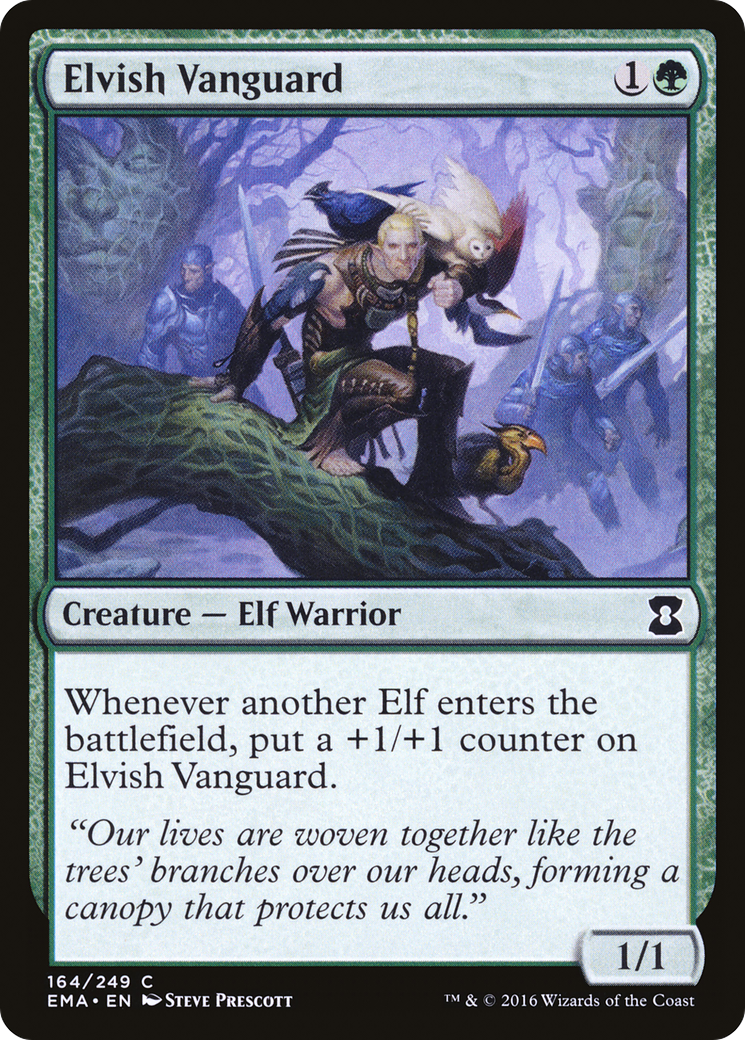 Elvish Vanguard 1
Creature — Elf Warrior
Whenever another Elf enters the
battlefield, put a +1/+1 counter on
Elvish Vanguard.
“Our lives are woven together like the
trees’ branches over our heads, forming a
canopy that protects us all.”
1/1
164/249 C
EMA • EN Steve Prescott
™ & © 2016 Wizards of the Coast